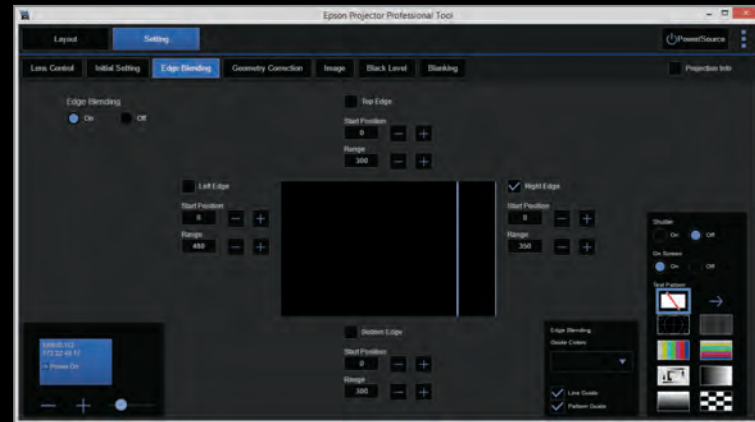 Epson Projector Professional Tool
Layout Setting Power/Source
Lens Control Initial Setting Edge Blending Geometry Correction Image Black Level Blanking Projection Info
Edge Blending
On Off
Top Edge
Start Position
0
Range
300
Left Edge
Start Position
0
Range
480
Right Edge
Start Position
0
Range
350
Bottom Edge
Start Position
0
Range
300
Power On
Edge Blending
Guide Colors
Line Guide
Pattern Guide
Shutter
On Off
On Screen
On Off
Test Pattern